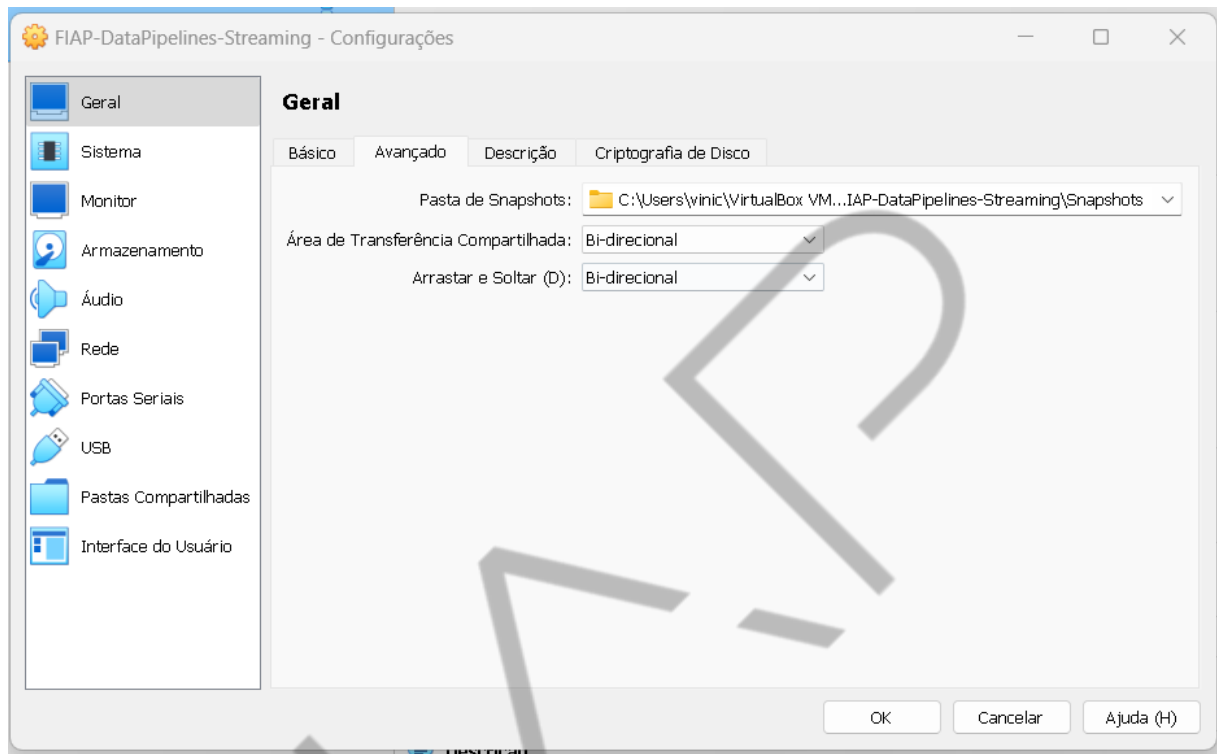 FIAP-DataPipelines-Streaming - Configurações
Geral
Sistema
Monitor
Armazenamento
Áudio
Rede
Portas Seriais
USB
Pastas Compartilhadas
Interface do Usuário
Geral
Básico Avançado Descrição Criptografia de Disco
Pasta de Snapshots: C:\Users\vinic\VirtualBox VM...IAP-DataPipelines-Streaming\Snapshots
Área de Transferência Compartilhada: Bi-direcional
Arrastar e Soltar (D): Bi-direcional
OK Cancelar Ajuda (H)
Descrição